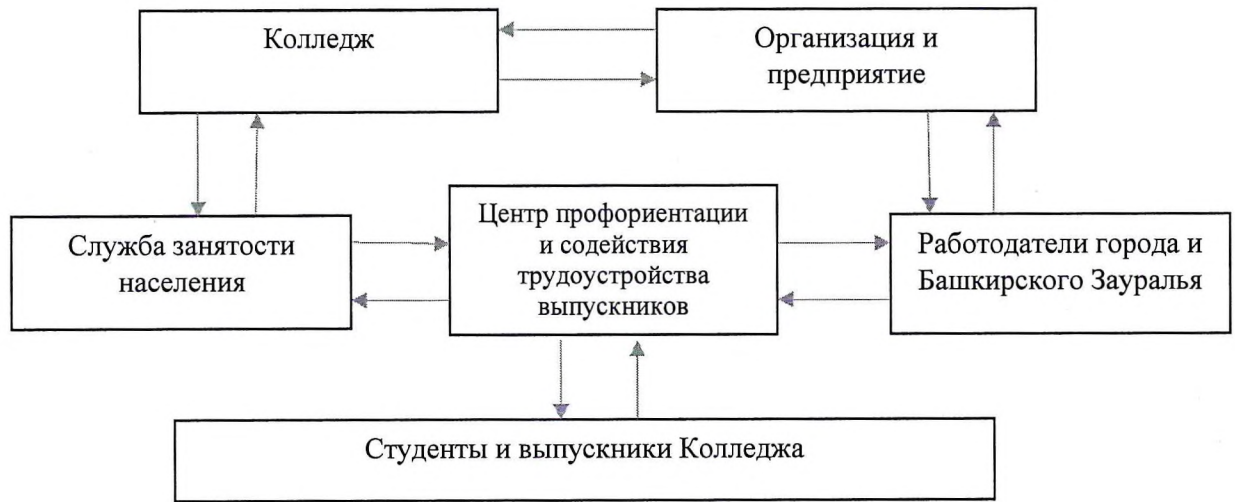 Колледж
Организация и
предприятие
Служба занятости
населения
Центр профориентации
и содействия
трудоустройства
выпускников
Работодатели города и
Башкирского Зауралья
Студенты и выпускники Колледжа